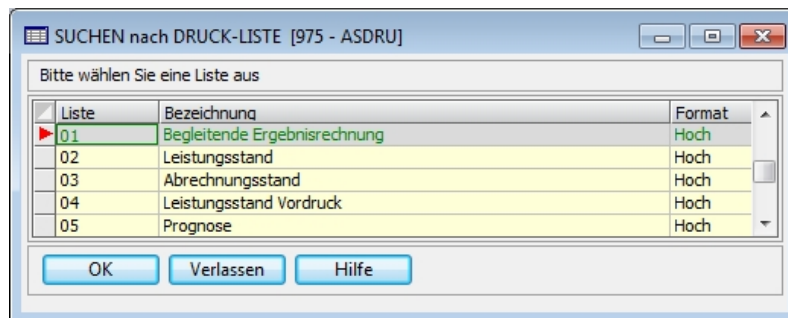 SUCHEN nach DRUCK-LISTE [975 - ASDRU]
Bitte wählen Sie eine Liste aus
Liste Bezeichnung Format
01 Begleitende Ergebnisrechnung Hoch
02 Leistungsstand Hoch
03 Abrechnungsstand Hoch
04 Leistungsstand Vordruck Hoch
05 Prognose Hoch
OK Verlassen Hilfe